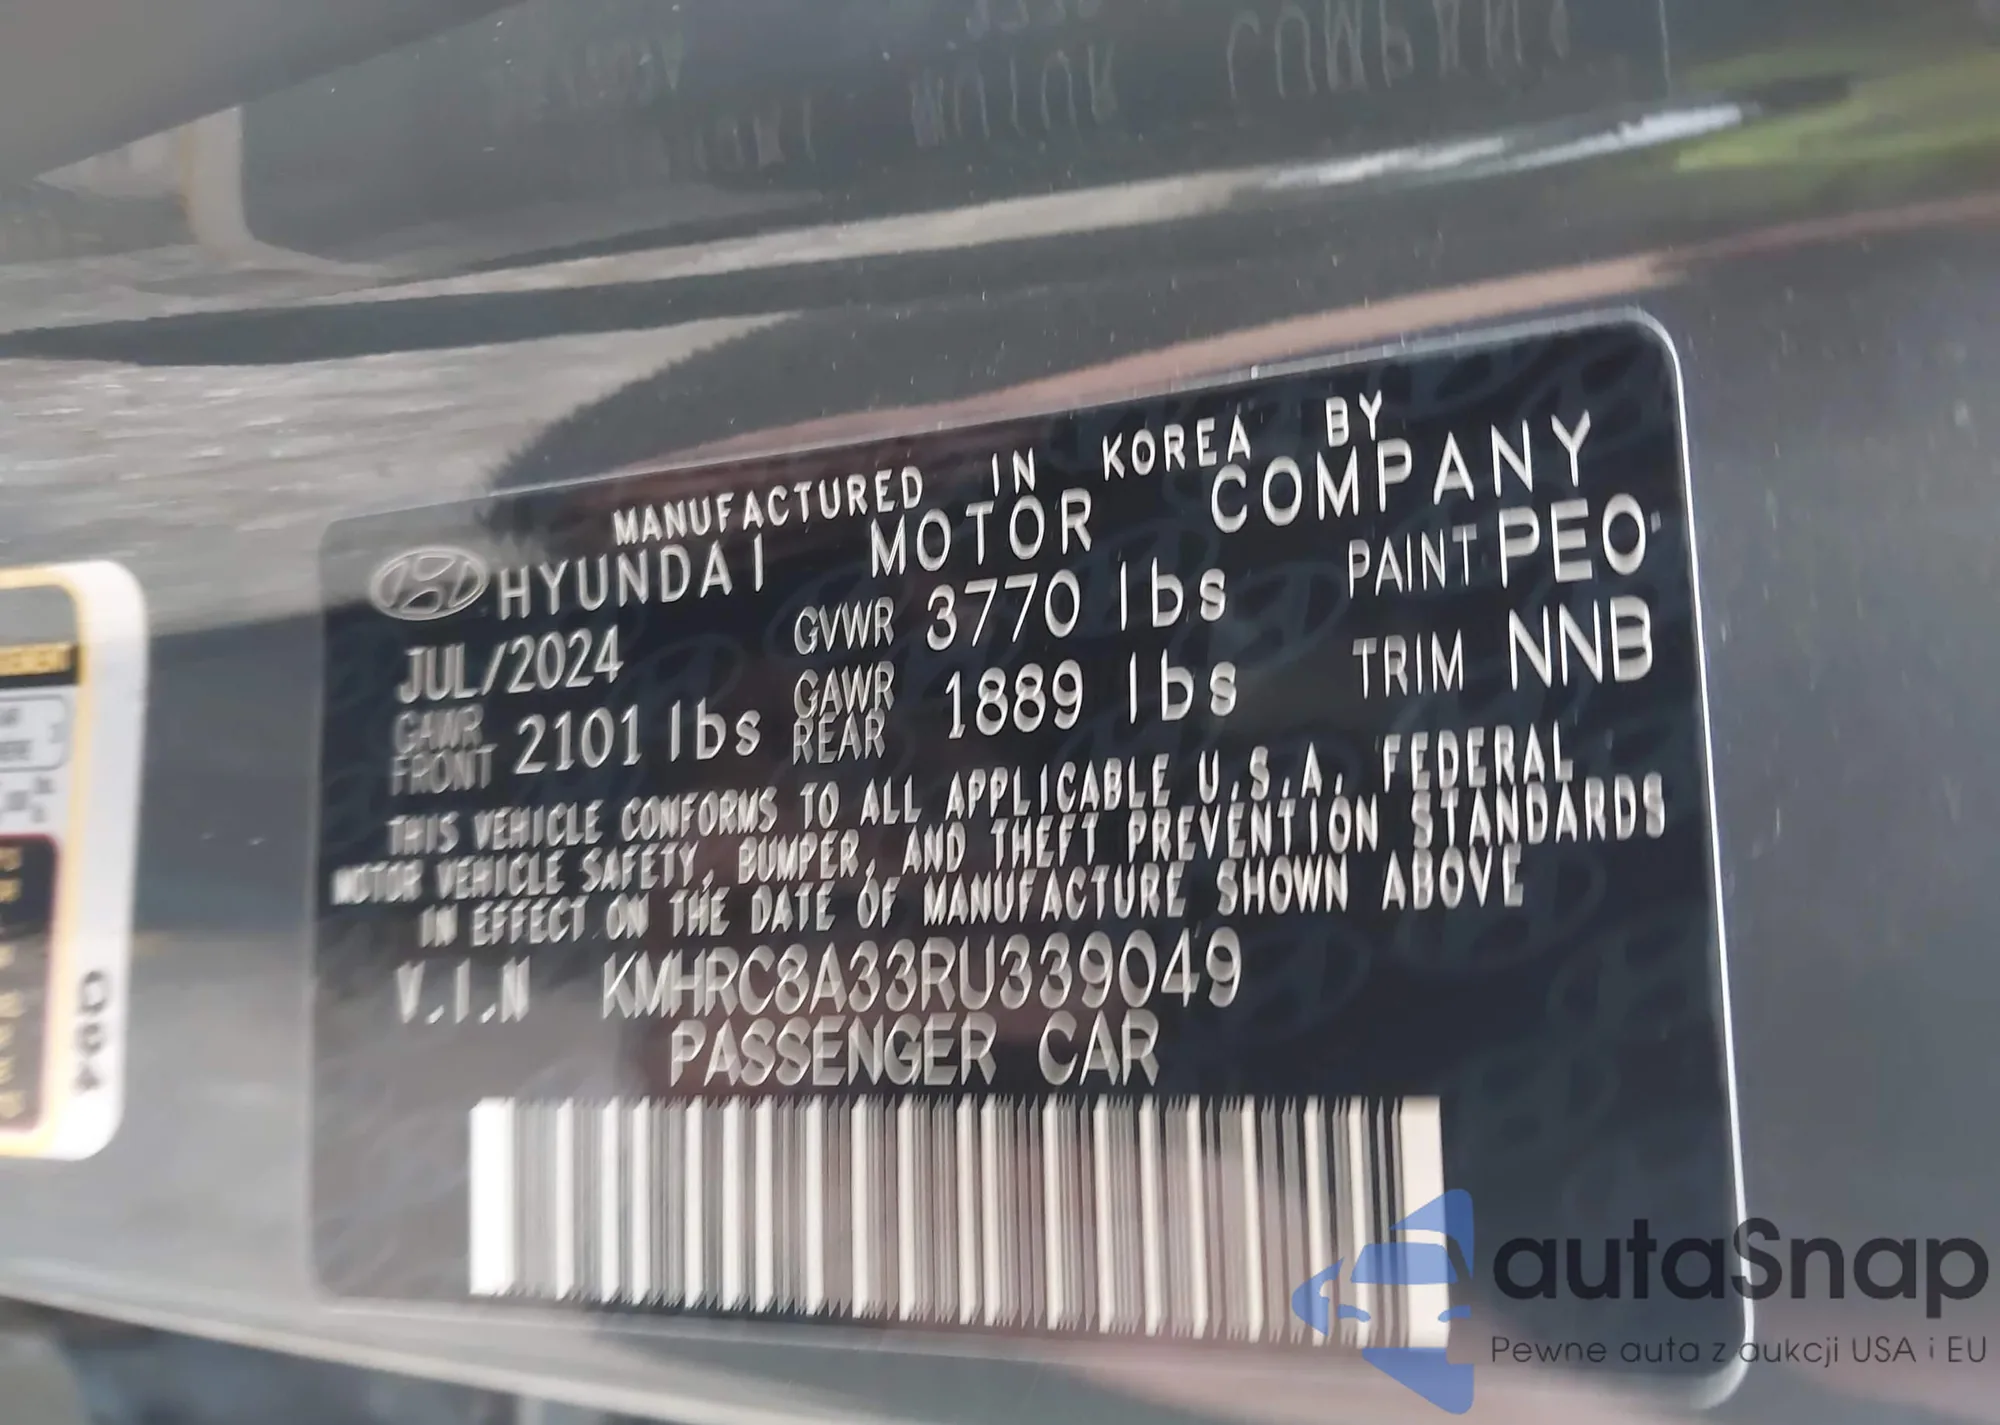 MANUFACTURED IN KOREA BY
HYUNDAI MOTOR COMPANY
JUL/2024 GVWR 3770 lbs PAINT PEO
GAWR FRONT 2101 lbs GAWR REAR 1889 lbs TRIM NNB
THIS VEHICLE CONFORMS TO ALL APPLICABLE U.S.A. FEDERAL
MOTOR VEHICLE SAFETY, BUMPER, AND THEFT PREVENTION STANDARDS
IN EFFECT ON THE DATE OF MANUFACTURE SHOWN ABOVE
V.I.N KMHRC8A33RU339049
PASSENGER CAR
autaSnap
Pewne auta z aukcji USA i EU